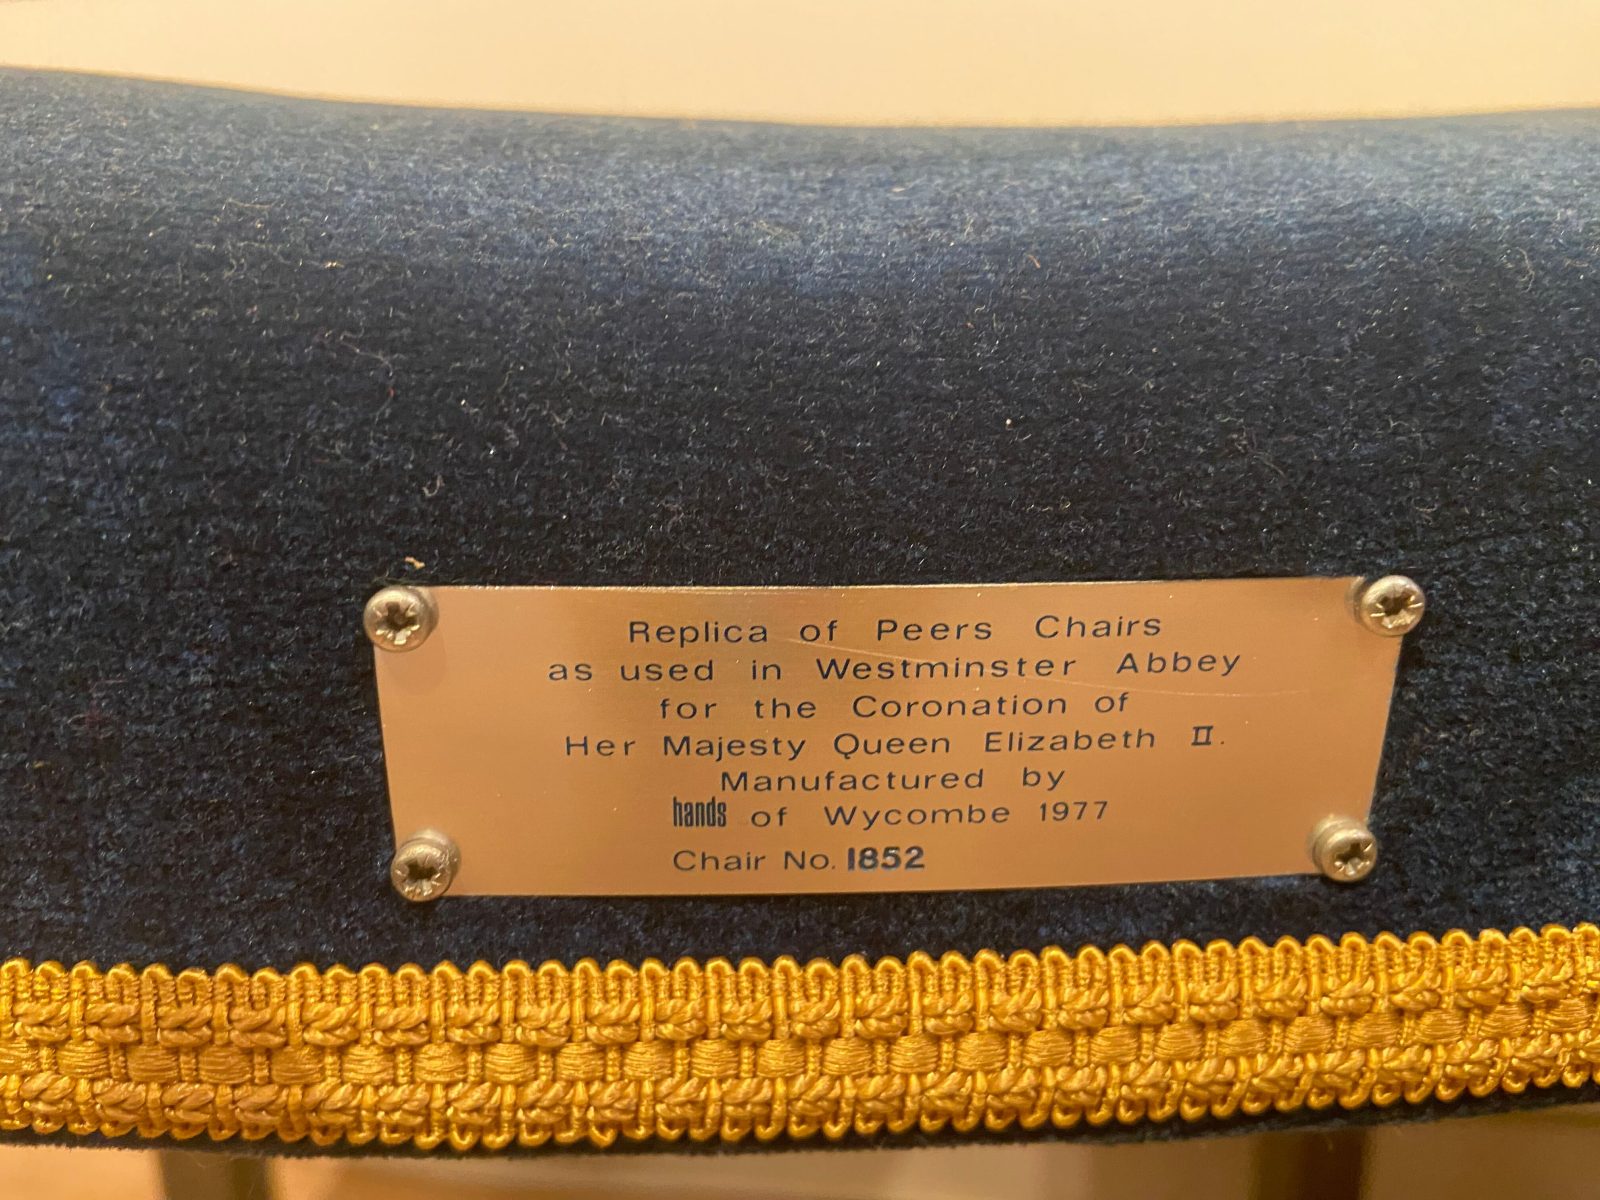 Replica of Peers Chairs
as used in Westminster Abbey
for the Coronation of
Her Majesty Queen Elizabeth II.
Manufactured by
hands of Wycombe 1977
Chair No. 1852